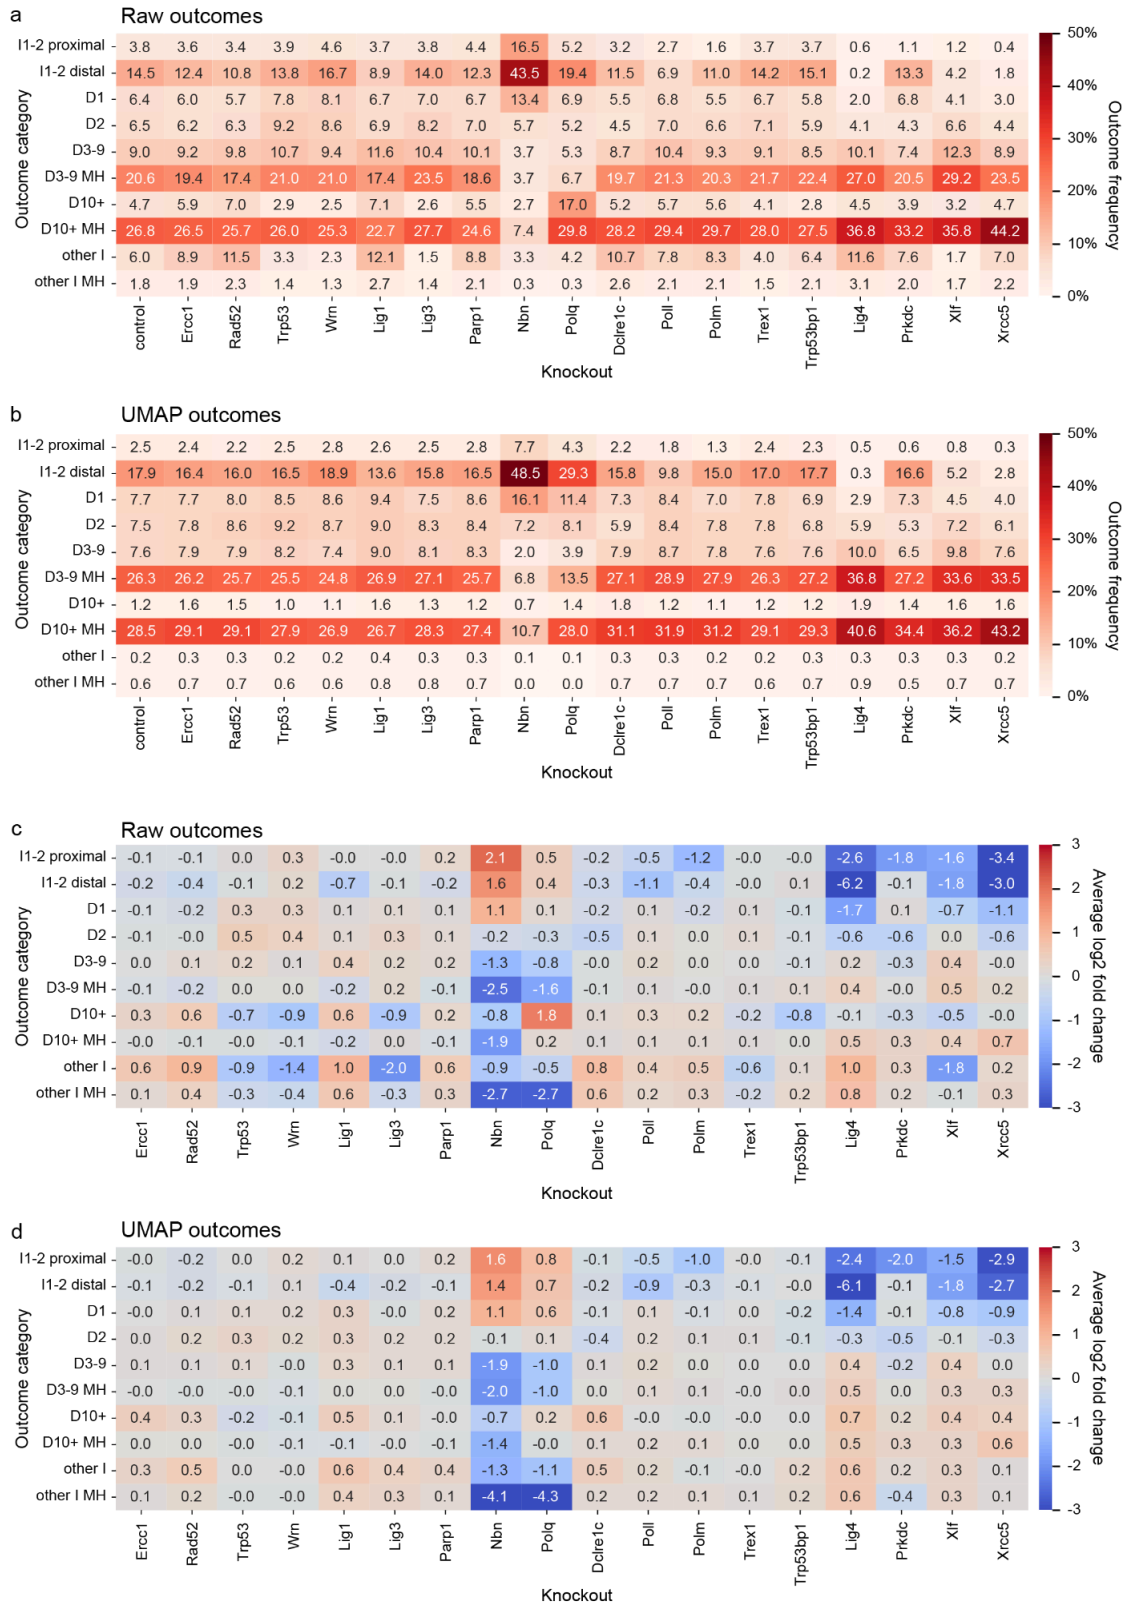 a Raw outcomes
I1-2 proximal 3.8 3.6 3.4 3.9 4.6 3.7 3.8 4.4 16.5 5.2 3.2 2.7 1.6 3.7 3.7 0.6 1.1 1.2 0.4
I1-2 distal 14.5 12.4 10.8 13.8 16.7 8.9 14.0 12.3 43.5 19.4 11.5 6.9 11.0 14.2 15.1 0.2 13.3 4.2 1.8
D1 6.4 6.0 5.7 7.8 8.1 6.7 7.0 6.7 13.4 6.9 5.5 6.8 5.5 6.7 5.8 2.0 6.8 4.1 3.0
D2 6.5 6.2 6.3 9.2 8.6 6.9 8.2 7.0 5.7 5.2 4.5 7.0 6.6 7.1 5.9 4.1 4.3 6.6 4.4
D3-9 9.0 9.2 9.8 10.7 9.4 11.6 10.4 10.1 3.7 5.3 8.7 10.4 9.3 9.1 8.5 10.1 7.4 12.3 8.9
D3-9 MH 20.6 19.4 17.4 21.0 21.0 17.4 23.5 18.6 3.7 6.7 19.7 21.3 20.3 21.7 22.4 27.0 20.5 29.2 23.5
D10+ 4.7 5.9 7.0 2.9 2.5 7.1 2.6 5.5 2.7 17.0 5.2 5.7 5.6 4.1 2.8 4.5 3.9 3.2 4.7
D10+ MH 26.8 26.5 25.7 26.0 25.3 22.7 27.7 24.6 7.4 29.8 28.2 29.4 29.7 28.0 27.5 36.8 33.2 35.8 44.2
other I 6.0 8.9 11.5 3.3 2.3 12.1 1.5 8.8 3.3 4.2 10.7 7.8 8.3 4.0 6.4 11.6 7.6 1.7 7.0
other I MH 1.8 1.9 2.3 1.4 1.3 2.7 1.4 2.1 0.3 0.3 2.6 2.1 2.1 1.5 2.1 3.1 2.0 1.7 2.2
control Ercc1 Rad52 Trp53 Wrn Lig1 Lig3 Parp1 Nbn Polq Dclre1c Poll Polm Trex1 Trp53bp1 Lig4 Prkdc Xlf Xrcc5
Knockout
Outcome category
50%
40%
30%
20%
10%
0%
Outcome frequency
b UMAP outcomes
I1-2 proximal 2.5 2.4 2.2 2.5 2.8 2.6 2.5 2.8 7.7 4.3 2.2 1.8 1.3 2.4 2.3 0.5 0.6 0.8 0.3
I1-2 distal 17.9 16.4 16.0 16.5 18.9 13.6 15.8 16.5 48.5 29.3 15.8 9.8 15.0 17.0 17.7 0.3 16.6 5.2 2.8
D1 7.7 7.7 8.0 8.5 8.6 9.4 7.5 8.6 16.1 11.4 7.3 8.4 7.0 7.8 6.9 2.9 7.3 4.5 4.0
D2 7.5 7.8 8.6 9.2 8.7 9.0 8.3 8.4 7.2 8.1 5.9 8.4 7.8 7.8 6.8 5.9 5.3 7.2 6.1
D3-9 7.6 7.9 7.9 8.2 7.4 9.0 8.1 8.3 2.0 3.9 7.9 8.7 7.8 7.6 7.6 10.0 6.5 9.8 7.6
D3-9 MH 26.3 26.2 25.7 25.5 24.8 26.9 27.1 25.7 6.8 13.5 27.1 28.9 27.9 26.3 27.2 36.8 27.2 33.6 33.5
D10+ 1.2 1.6 1.5 1.0 1.1 1.6 1.3 1.2 0.7 1.4 1.8 1.2 1.1 1.2 1.2 1.9 1.4 1.6 1.6
D10+ MH 28.5 29.1 29.1 27.9 26.9 26.7 28.3 27.4 10.7 28.0 31.1 31.9 31.2 29.1 29.3 40.6 34.4 36.2 43.2
other I 0.2 0.3 0.3 0.2 0.2 0.4 0.3 0.3 0.1 0.1 0.3 0.3 0.2 0.2 0.3 0.3 0.3 0.3 0.2
other I MH 0.6 0.7 0.7 0.6 0.6 0.8 0.8 0.7 0.0 0.0 0.7 0.7 0.7 0.6 0.7 0.9 0.5 0.7 0.7
control Ercc1 Rad52 Trp53 Wrn Lig1 Lig3 Parp1 Nbn Polq Dclre1c Poll Polm Trex1 Trp53bp1 Lig4 Prkdc Xlf Xrcc5
Knockout
Outcome category
50%
40%
30%
20%
10%
0%
Outcome frequency
c Raw outcomes
I1-2 proximal -0.1 -0.1 0.0 0.3 -0.0 -0.0 0.2 2.1 0.5 -0.2 -0.5 -1.2 -0.0 -0.0 -2.6 -1.8 -1.6 -3.4
I1-2 distal -0.2 -0.4 -0.1 0.2 -0.7 -0.1 -0.2 1.6 0.4 -0.3 -1.1 -0.4 -0.0 0.1 -6.2 -0.1 -1.8 -3.0
D1 -0.1 -0.2 0.3 0.3 0.1 0.1 0.1 1.1 0.1 -0.2 0.1 -0.2 0.1 -0.1 -1.7 0.1 -0.7 -1.1
D2 -0.1 -0.0 0.5 0.4 0.1 0.3 0.1 -0.2 -0.3 -0.5 0.1 0.0 0.1 -0.1 -0.6 -0.6 0.0 -0.6
D3-9 0.0 0.1 0.2 0.1 0.4 0.2 0.2 -1.3 -0.8 -0.0 0.2 0.0 0.0 -0.1 0.2 -0.3 0.4 -0.0
D3-9 MH -0.1 -0.2 0.0 0.0 -0.2 0.2 -0.1 -2.5 -1.6 -0.1 0.1 -0.0 0.1 0.1 0.4 -0.0 0.5 0.2
D10+ 0.3 0.6 -0.7 -0.9 0.6 -0.9 0.2 -0.8 1.8 0.1 0.3 0.2 -0.2 -0.8 -0.1 -0.3 -0.5 -0.0
D10+ MH -0.0 -0.1 -0.0 -0.1 -0.2 0.0 -0.1 -1.9 0.2 0.1 0.1 0.1 0.1 0.0 0.5 0.3 0.4 0.7
other I 0.6 0.9 -0.9 -1.4 1.0 -2.0 0.6 -0.9 -0.5 0.8 0.4 0.5 -0.6 0.1 1.0 0.3 -1.8 0.2
other I MH 0.1 0.4 -0.3 -0.4 0.6 -0.3 0.3 -2.7 -2.7 0.6 0.2 0.3 -0.2 0.2 0.8 0.2 -0.1 0.3
Ercc1 Rad52 Trp53 Wrn Lig1 Lig3 Parp1 Nbn Polq Dclre1c Poll Polm Trex1 Trp53bp1 Lig4 Prkdc Xlf Xrcc5
Knockout
Outcome category
3
2
1
0
-1
-2
-3
Average log2 fold change
d UMAP outcomes
I1-2 proximal -0.0 -0.2 0.0 0.2 0.1 0.0 0.2 1.6 0.8 -0.1 -0.5 -1.0 -0.0 -0.1 -2.4 -2.0 -1.5 -2.9
I1-2 distal -0.1 -0.2 -0.1 0.1 -0.4 -0.2 -0.1 1.4 0.7 -0.2 -0.9 -0.3 -0.1 -0.0 -6.1 -0.1 -1.8 -2.7
D1 -0.0 0.1 0.1 0.2 0.3 -0.0 0.2 1.1 0.6 -0.1 0.1 -0.1 0.0 -0.2 -1.4 -0.1 -0.8 -0.9
D2 0.0 0.2 0.3 0.2 0.3 0.2 0.2 -0.1 0.1 -0.4 0.2 0.1 0.1 -0.1 -0.3 -0.5 -0.1 -0.3
D3-9 0.1 0.1 0.1 -0.0 0.3 0.1 0.1 -1.9 -1.0 0.1 0.2 0.0 0.0 0.0 0.4 -0.2 0.4 0.0
D3-9 MH -0.0 -0.0 -0.0 -0.1 0.0 0.0 -0.0 -2.0 -1.0 0.0 0.1 0.1 -0.0 0.0 0.5 0.0 0.3 0.3
D10+ 0.4 0.3 -0.2 -0.1 0.5 0.1 -0.0 -0.7 0.2 0.6 -0.0 -0.0 -0.0 0.0 0.7 0.2 0.4 0.4
D10+ MH 0.0 0.0 -0.0 -0.1 -0.1 -0.0 -0.1 -1.4 -0.0 0.1 0.2 0.1 0.0 0.0 0.5 0.3 0.3 0.6
other I 0.3 0.5 0.0 -0.0 0.6 0.4 0.4 -1.3 -1.1 0.5 0.2 -0.1 -0.0 0.2 0.6 0.2 0.3 0.1
other I MH 0.1 0.2 -0.0 -0.0 0.4 0.3 0.1 -4.1 -4.3 0.2 0.2 0.1 0.1 0.2 0.6 -0.4 0.3 0.1
Ercc1 Rad52 Trp53 Wrn Lig1 Lig3 Parp1 Nbn Polq Dclre1c Poll Polm Trex1 Trp53bp1 Lig4 Prkdc Xlf Xrcc5
Knockout
Outcome category
3
2
1
0
-1
-2
-3
Average log2 fold change